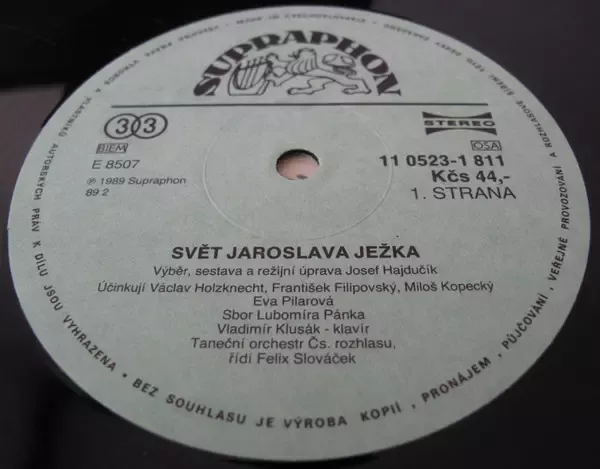 SUPRAPHON
33
STEREO
BIEM
OSA
E 8507
11 0523-1 811
Kčs 44,-
℗ 1989 Supraphon
89 2
1. STRANA
SVĚT JAROSLAVA JEŽKA
Výběr, sestava a režijní úprava Josef Hajdučík
Účinkují Václav Holzknecht, František Filipovský, Miloš Kopecký
Eva Pilarová
Sbor Lubomíra Pánka
Vladimír Klusák - klavír
Taneční orchestr Čs. rozhlasu,
řídí Felix Slováček
A VLASTNÍKŮ AUTORSKÝCH PRÁV K DÍLU JSOU VYHRAZENA • BEZ SOUHLASU JE VÝROBA KOPIÍ, PRONÁJEM, PŮJČOVÁNÍ, VEŘEJNÉ PROVOZOVÁNÍ A ROZHLASOVÉ